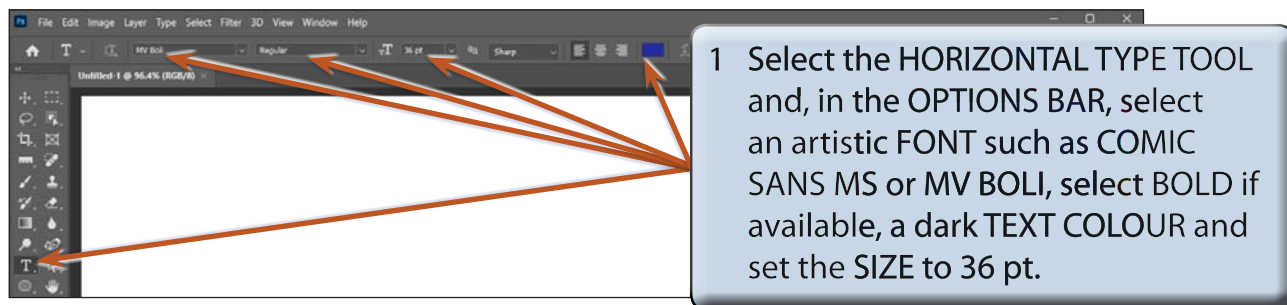 Ps File Edit Image Layer Type Select Filter 3D View Window Help
T T MV Boli Regular TT 36 pt aa Sharp
Untitled-1 @ 96.4% (RGB/8) ×
T
1 Select the HORIZONTAL TYPE TOOL
and, in the OPTIONS BAR, select
an artistic FONT such as COMIC
SANS MS or MV BOLI, select BOLD if
available, a dark TEXT COLOUR and
set the SIZE to 36 pt.